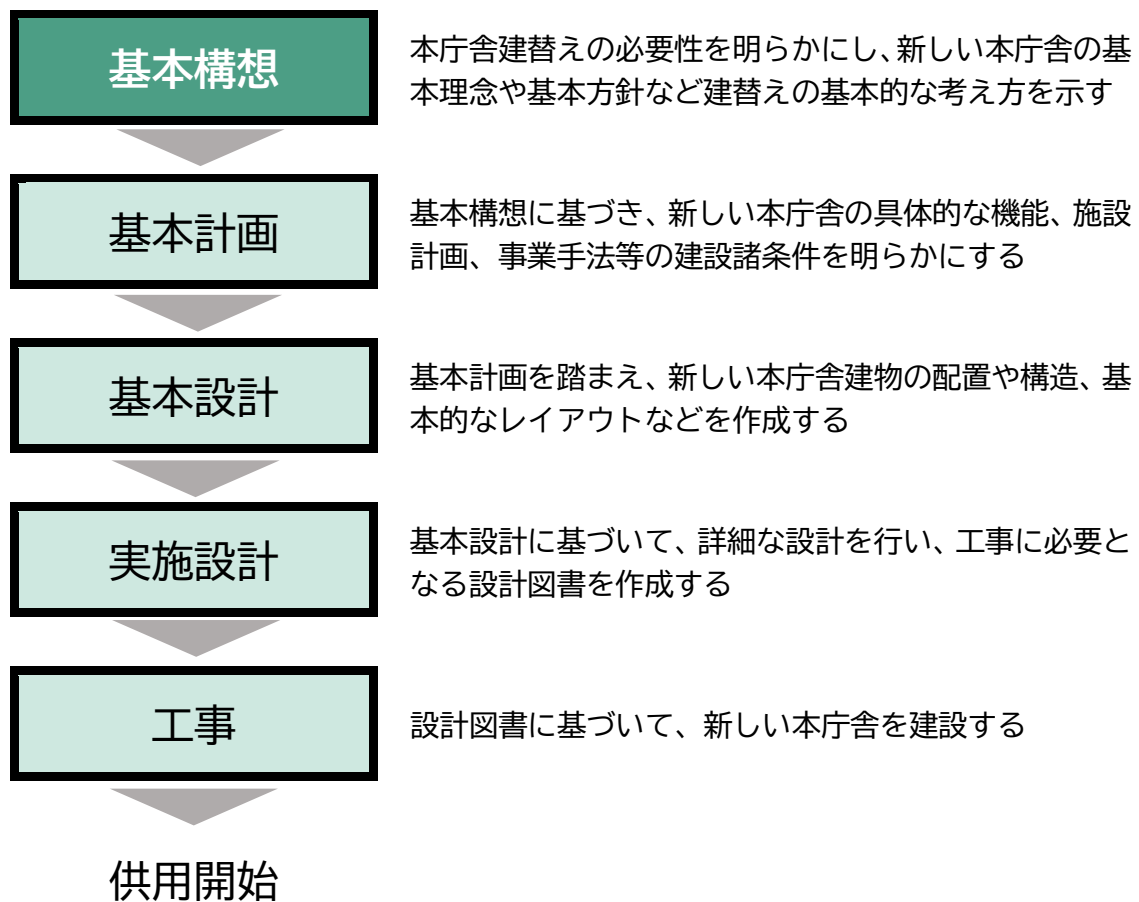 基本構想
本庁舎建替えの必要性を明らかにし、新しい本庁舎の基
本理念や基本方針など建替えの基本的な考え方を示す
基本計画
基本構想に基づき、新しい本庁舎の具体的な機能、施設
計画、事業手法等の建設諸条件を明らかにする
基本設計
基本計画を踏まえ、新しい本庁舎建物の配置や構造、基
本的なレイアウトなどを作成する
実施設計
基本設計に基づいて、詳細な設計を行い、工事に必要と
なる設計図書を作成する
工事
設計図書に基づいて、新しい本庁舎を建設する
供用開始